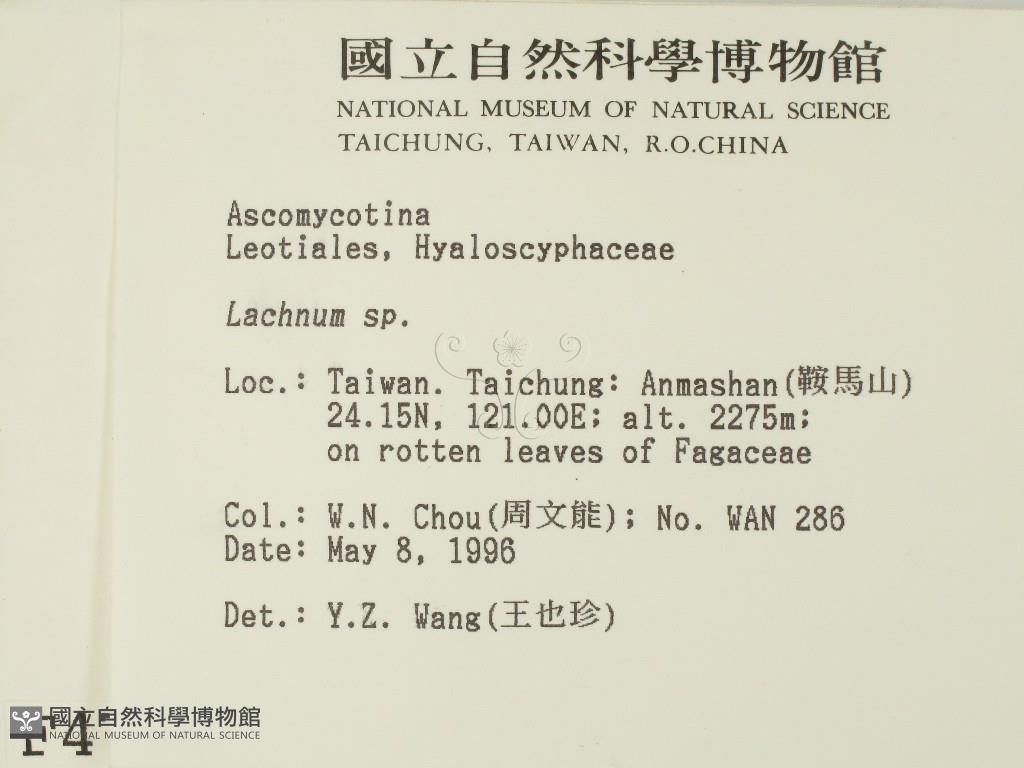 國立自然科學博物館
NATIONAL MUSEUM OF NATURAL SCIENCE
TAICHUNG, TAIWAN, R.O.CHINA
Ascomycotina
Leotiales, Hyaloscyphaceae
Lachnum sp.
Loc.: Taiwan. Taichung: Anmashan(鞍馬山)
24.15N, 121.00E; alt. 2275m;
on rotten leaves of Fagaceae
Col.: W.N. Chou(周文能); No. WAN 286
Date: May 8, 1996
Det.: Y.Z. Wang(王也珍)
國立自然科學博物館
NATIONAL MUSEUM OF NATURAL SCIENCE
F4